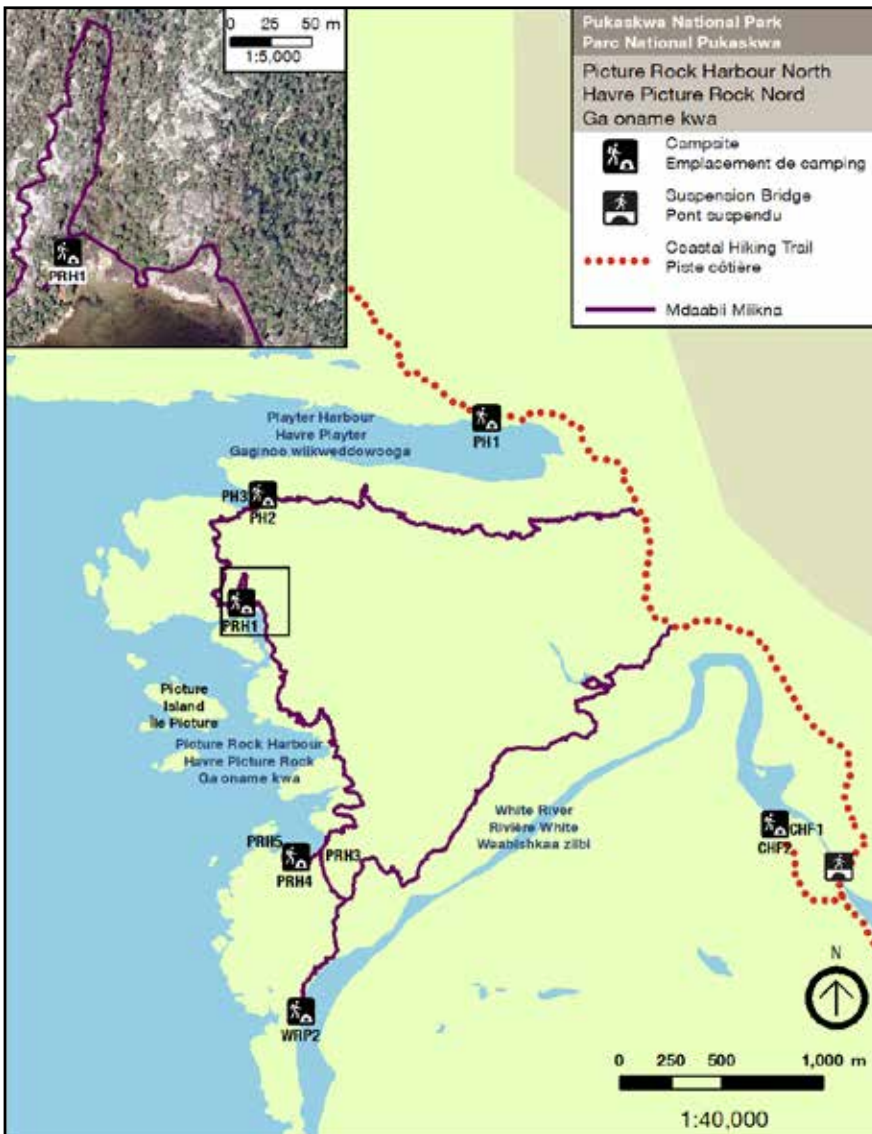 0 25 50 m
1:5,000
PRH1
Pukaskwa National Park
Parc National Pukaskwa
Picture Rock Harbour North
Havre Picture Rock Nord
Ga oname kwa
Campsite
Emplacement de camping
Suspension Bridge
Pont suspendu
Coastal Hiking Trail
Piste côtière
Mdaabii Miikna
Playter Harbour
Havre Playter
Gaginoo wiikweddowooga
PH1
PH3
PH2
PRH1
Picture
Island
Île Picture
Picture Rock Harbour
Havre Picture Rock
Ga oname kwa
White River
Rivière White
Waabishkaa ziibi
PRH5
PRH3
PRH4
CHF1
CHF2
WRP2
N
0 250 500 1,000 m
1:40,000